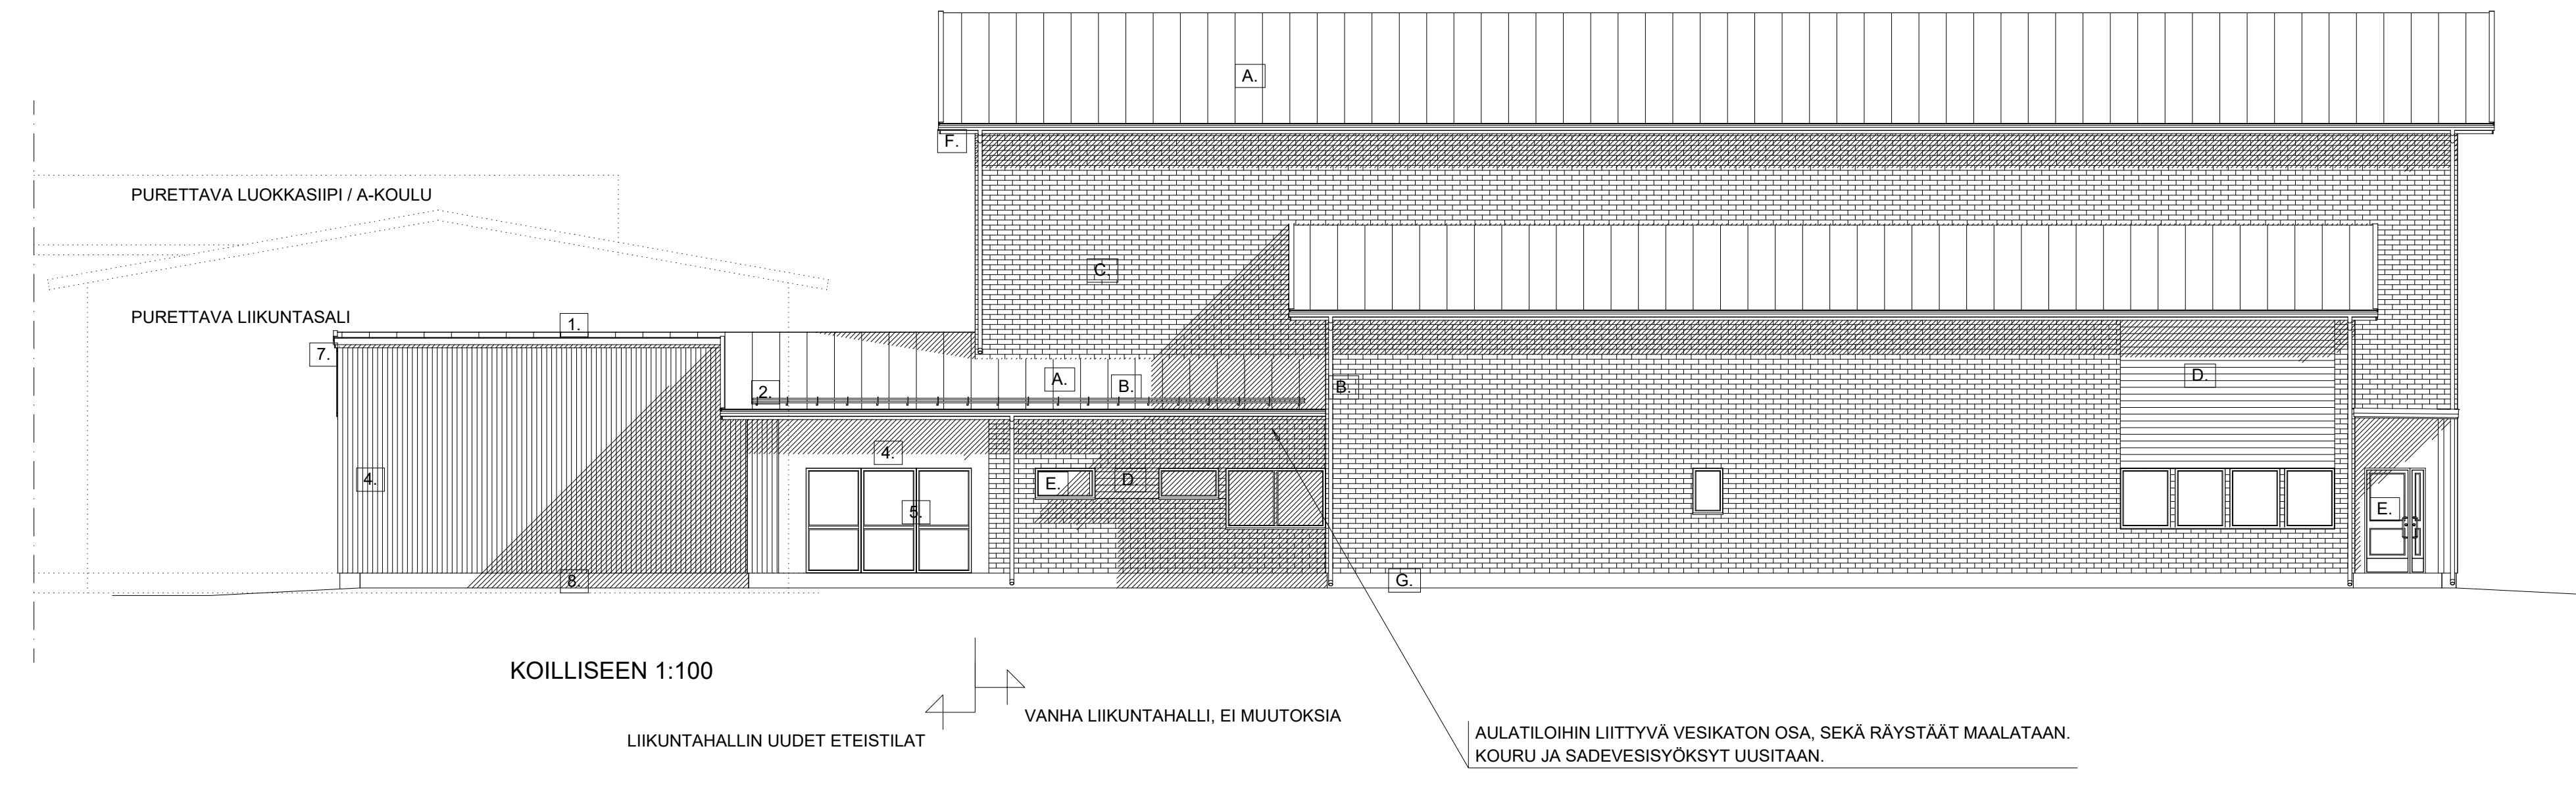 A.
F.
PURETTAVA LUOKKASIIPI / A-KOULU
C.
PURETTAVA LIIKUNTASALI
1.
7.
2.
A.
B.
B.
D.
4.
4.
E.
D.
5.
E.
8.
G.
KOILLISEEN 1:100
VANHA LIIKUNTAHALLI, EI MUUTOKSIA
LIIKUNTAHALLIN UUDET ETEISTILAT
AULATILOIHIN LIITTYVÄ VESIKATON OSA, SEKÄ RÄYSTÄÄT MAALATAAN.
KOURU JA SADEVESISYÖKSYT UUSITAAN.